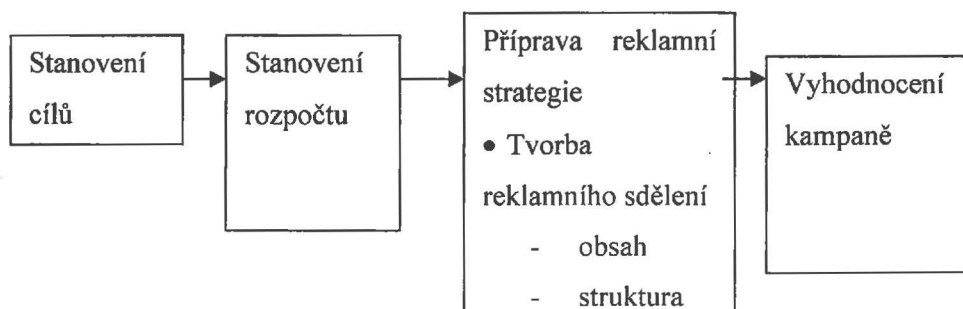 Stanovení
cílů
Stanovení
rozpočtu
Příprava reklamní
strategie
• Tvorba
reklamního sdělení
- obsah
- struktura
Vyhodnocení
kampaně